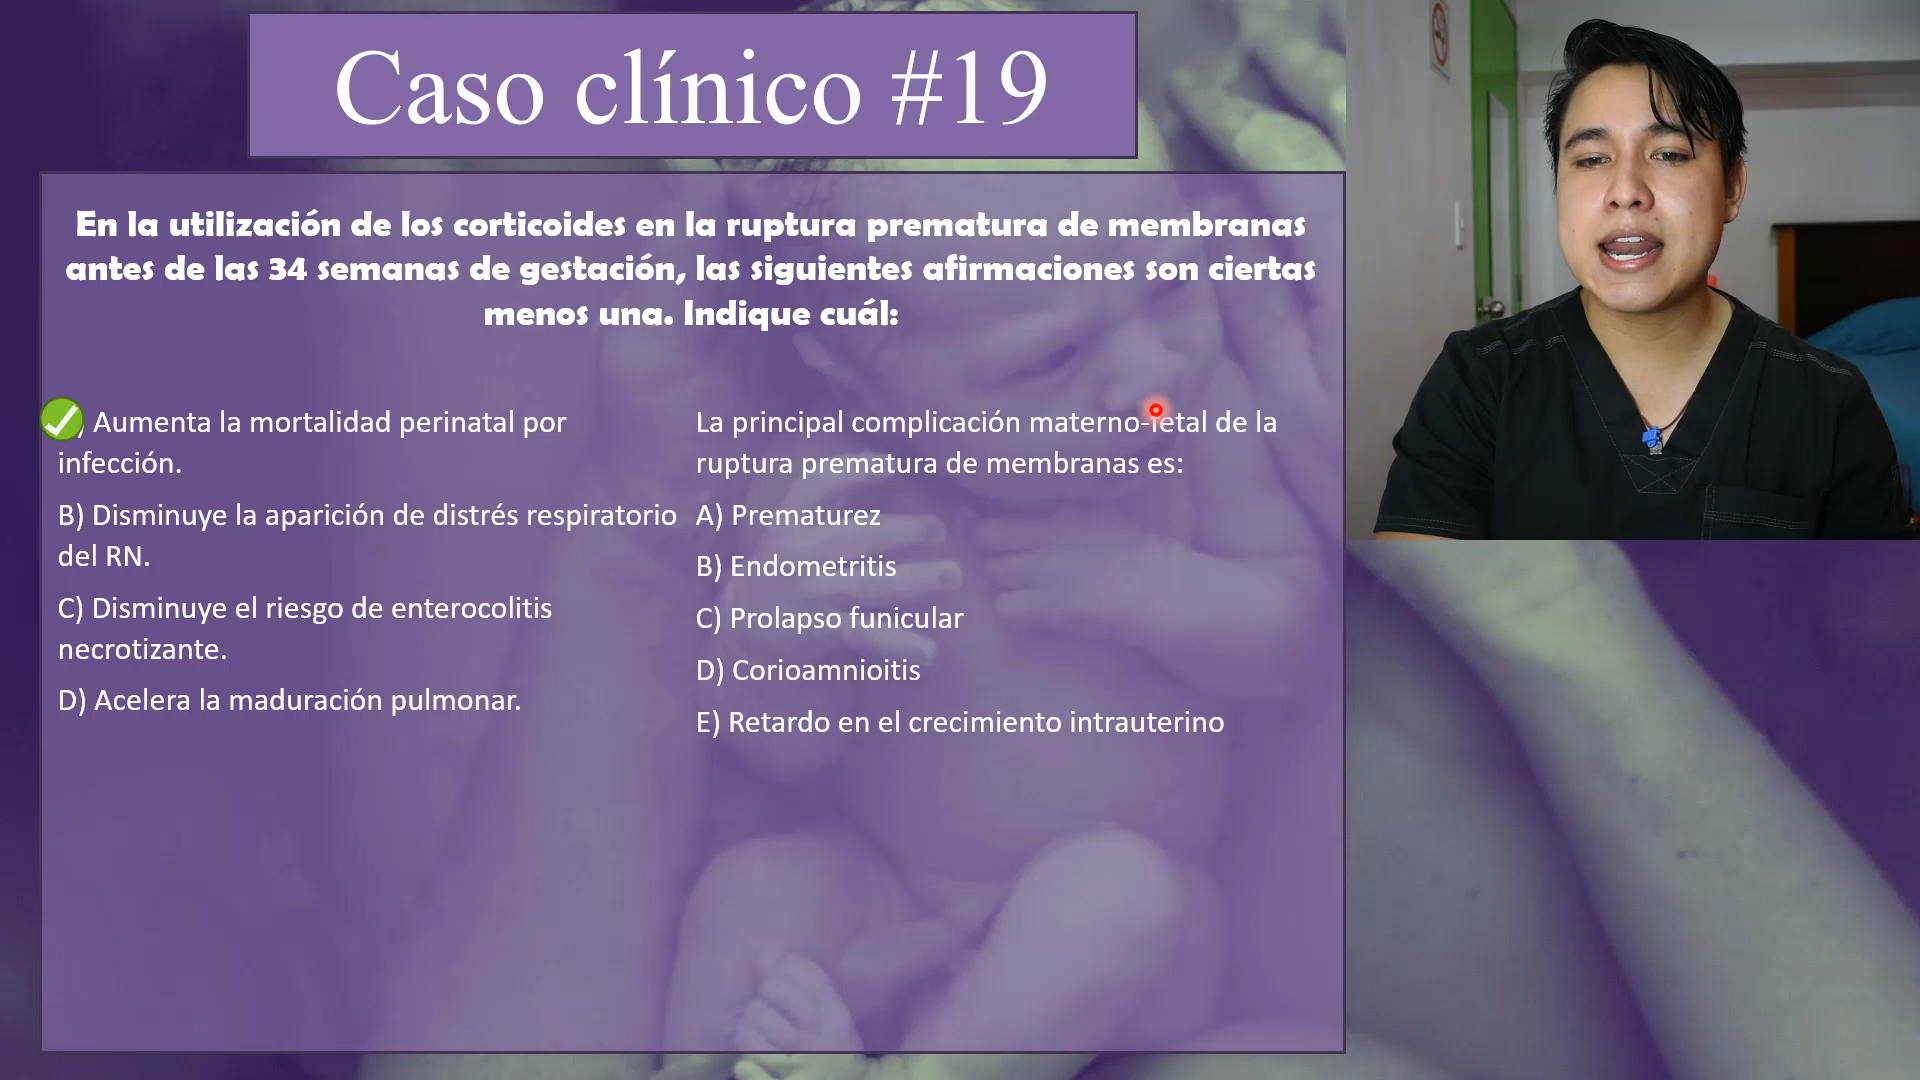 Caso clínico #19
En la utilización de los corticoides en la ruptura prematura de membranas
antes de las 34 semanas de gestación, las siguientes afirmaciones son ciertas
menos una. Indique cuál:
) Aumenta la mortalidad perinatal por
infección.
B) Disminuye la aparición de distrés respiratorio
del RN.
C) Disminuye el riesgo de enterocolitis
necrotizante.
D) Acelera la maduración pulmonar.
La principal complicación materno-fetal de la
ruptura prematura de membranas es:
A) Prematurez
B) Endometritis
C) Prolapso funicular
D) Corioamnioitis
E) Retardo en el crecimiento intrauterino